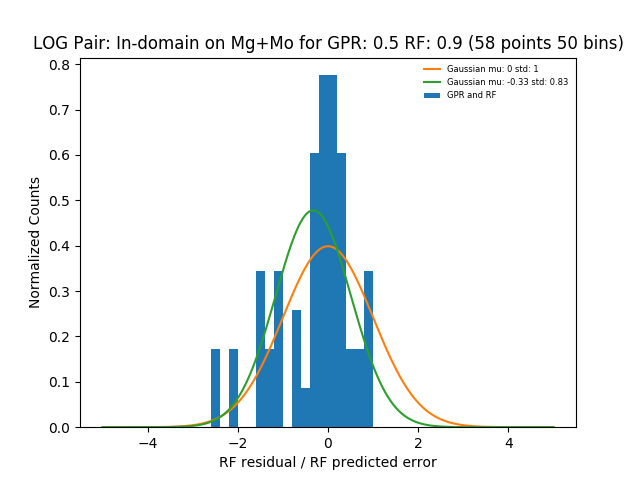 LOG Pair: In-domain on Mg+Mo for GPR: 0.5 RF: 0.9 (58 points 50 bins)
Gaussian mu: 0 std: 1
Gaussian mu: -0.33 std: 0.83
GPR and RF
Normalized Counts
0.8
0.7
0.6
0.5
0.4
0.3
0.2
0.1
0.0
−4 −2 0 2 4
RF residual / RF predicted error